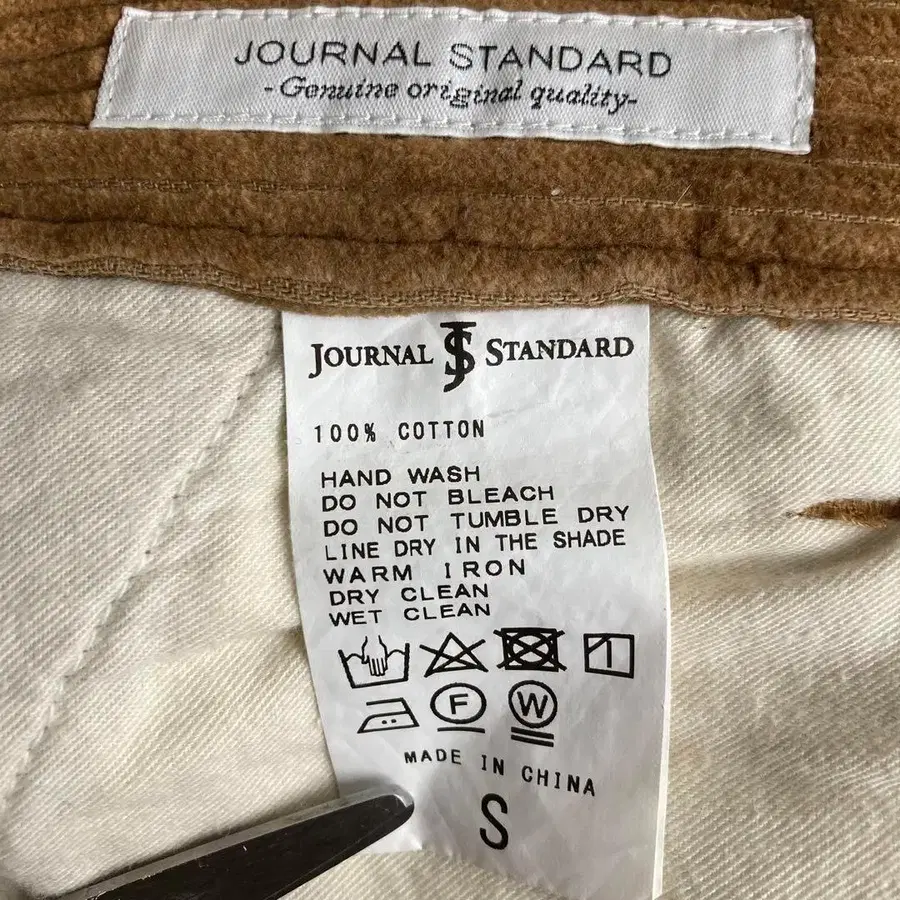 JOURNAL STANDARD
-Genuine original quality-
JOURNAL JS STANDARD
100% COTTON
HAND WASH
DO NOT BLEACH
DO NOT TUMBLE DRY
LINE DRY IN THE SHADE
WARM IRON
DRY CLEAN
WET CLEAN
F W
MADE IN CHINA
S